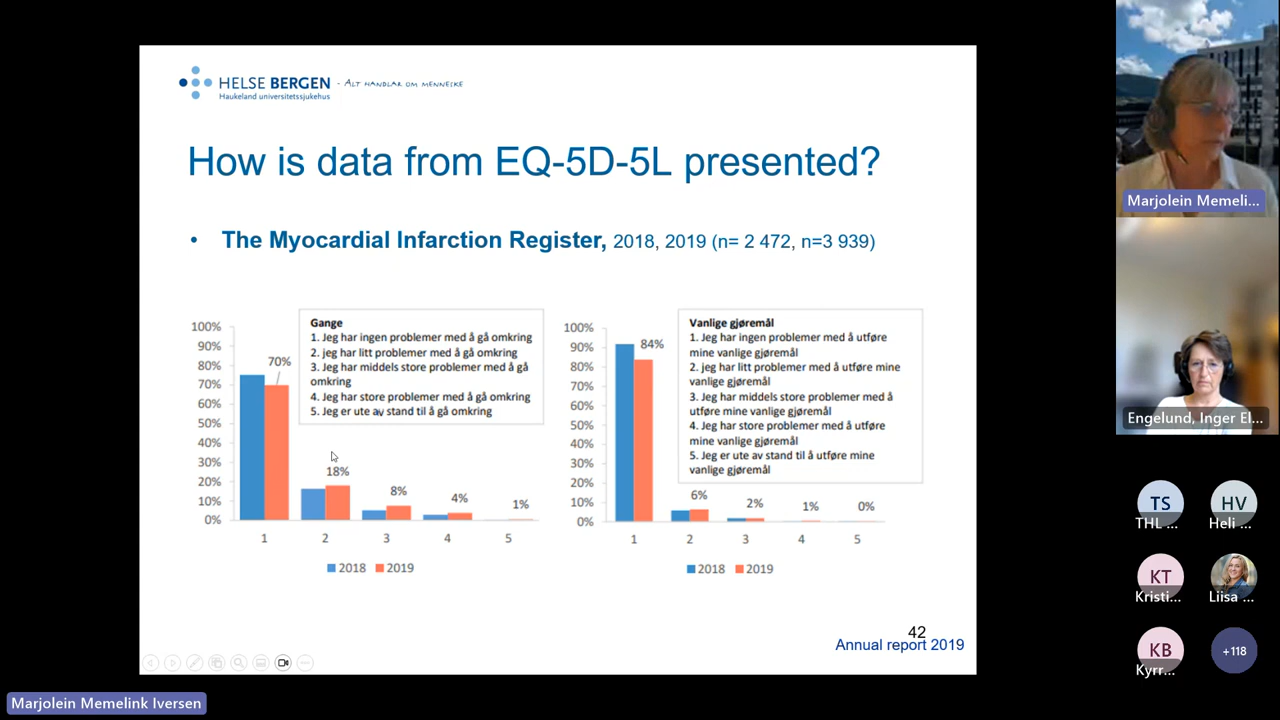 HELSE BERGEN - ALT HANDLAR OM MENNESKE
Haukeland universitetssjukehus
How is data from EQ-5D-5L presented?
• The Myocardial Infarction Register, 2018, 2019 (n= 2 472, n=3 939)
Gange
1. Jeg har ingen problemer med å gå omkring
2. jeg har litt problemer med å gå omkring
3. Jeg har middels store problemer med å gå
omkring
4. Jeg har store problemer med å gå omkring
5. Jeg er ute av stand til å gå omkring
100%
90%
80%
70%
60%
50%
40%
30%
20%
10%
0%
70%
18%
8%
4%
1%
1 2 3 4 5
2018 2019
Vanlige gjøremål
1. Jeg har ingen problemer med å utføre
mine vanlige gjøremål
2. jeg har litt problemer med å utføre mine
vanlige gjøremål
3. Jeg har middels store problemer med å
utføre mine vanlige gjøremål
4. Jeg har store problemer med å utføre
mine vanlige gjøremål
5. Jeg er ute av stand til å utføre mine
vanlige gjøremål
100%
90%
80%
70%
60%
50%
40%
30%
20%
10%
0%
84%
6%
2%
1%
0%
1 2 3 4 5
2018 2019
42
Annual report 2019
Marjolein Memeli...
Engelund, Inger El...
TS
THL ...
HV
Heli ...
KT
Kristi...
Liisa ...
KB
Kyrr...
+118
Marjolein Memelink Iversen